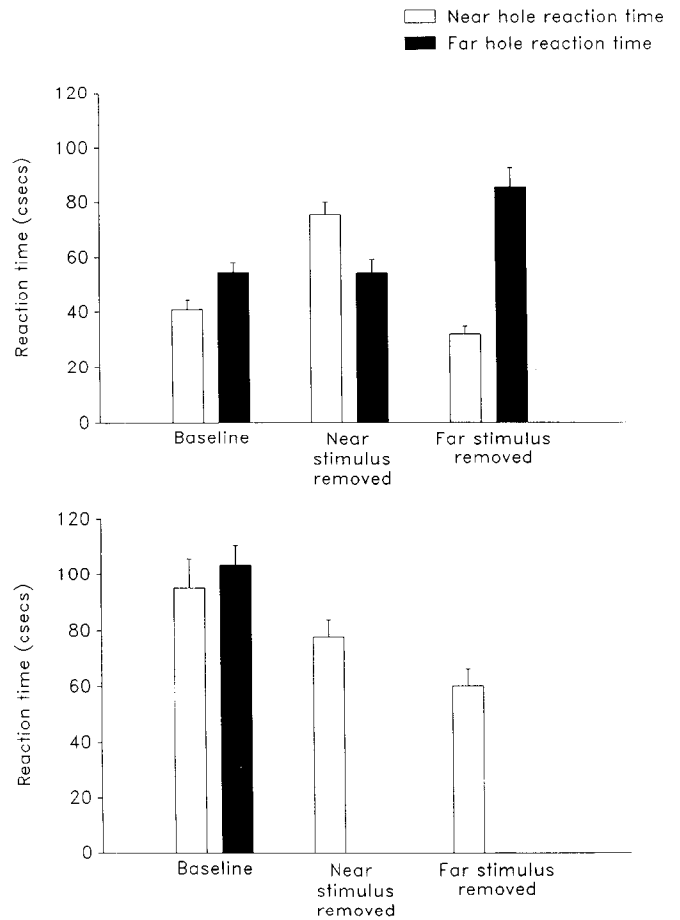 Near hole reaction time
Far hole reaction time
120
100
80
60
40
20
0
Reaction time (csecs)
Baseline
Near
stimulus
removed
Far stimulus
removed
120
100
80
60
40
20
0
Reaction time (csecs)
Baseline
Near
stimulus
removed
Far stimulus
removed